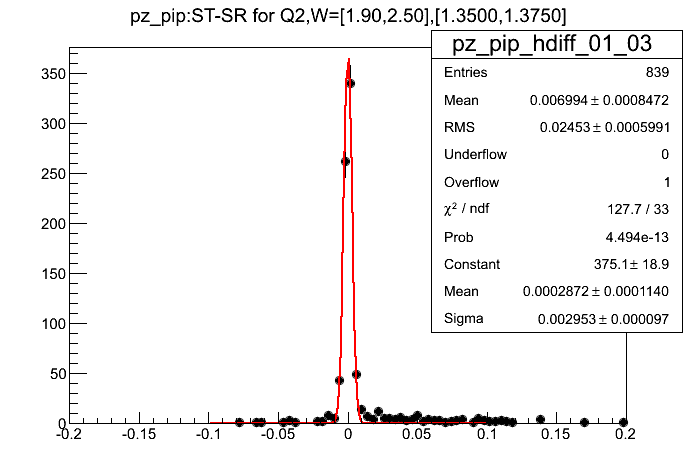 pz_pip:ST-SR for Q2,W=[1.90,2.50],[1.3500,1.3750]
pz_pip_hdiff_01_03
Entries 839
Mean 0.006994 ± 0.0008472
RMS 0.02453 ± 0.0005991
Underflow 0
Overflow 1
χ² / ndf 127.7 / 33
Prob 4.494e-13
Constant 375.1 ± 18.9
Mean 0.0002872 ± 0.0001140
Sigma 0.002953 ± 0.000097
350
300
250
200
150
100
50
0
-0.2 -0.15 -0.1 -0.05 0 0.05 0.1 0.15 0.2